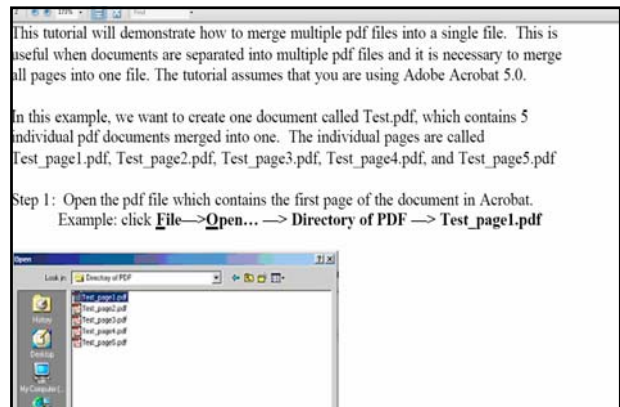 This tutorial will demonstrate how to merge multiple pdf files into a single file. This is
useful when documents are separated into multiple pdf files and it is necessary to merge
all pages into one file. The tutorial assumes that you are using Adobe Acrobat 5.0.
In this example, we want to create one document called Test.pdf, which contains 5
individual pdf documents merged into one. The individual pages are called
Test_page1.pdf, Test_page2.pdf, Test_page3.pdf, Test_page4.pdf, and Test_page5.pdf
Step 1: Open the pdf file which contains the first page of the document in Acrobat.
Example: click File—>Open… —> Directory of PDF —> Test_page1.pdf
Open
Look in: Directory of PDF
Test_page1.pdf
Test_page2.pdf
Test_page3.pdf
Test_page4.pdf
Test_page5.pdf
History
Desktop
My Computer (...